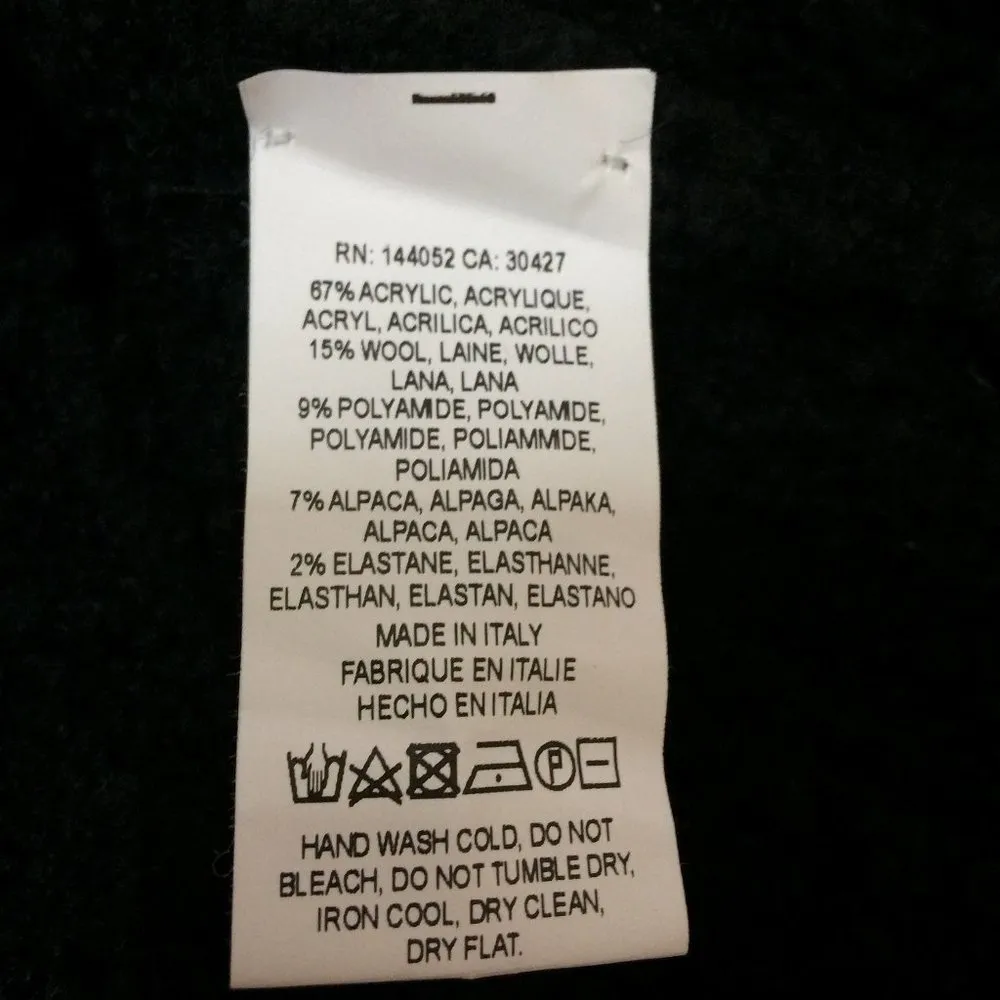 RN: 144052 CA: 30427
67% ACRYLIC, ACRYLIQUE,
ACRYL, ACRILICA, ACRILICO
15% WOOL, LAINE, WOLLE,
LANA, LANA
9% POLYAMIDE, POLYAMIDE,
POLYAMIDE, POLIAMMIDE,
POLIAMIDA
7% ALPACA, ALPAGA, ALPAKA,
ALPACA, ALPACA
2% ELASTANE, ELASTHANNE,
ELASTHAN, ELASTAN, ELASTANO
MADE IN ITALY
FABRIQUE EN ITALIE
HECHO EN ITALIA
P
HAND WASH COLD, DO NOT
BLEACH, DO NOT TUMBLE DRY,
IRON COOL, DRY CLEAN,
DRY FLAT.